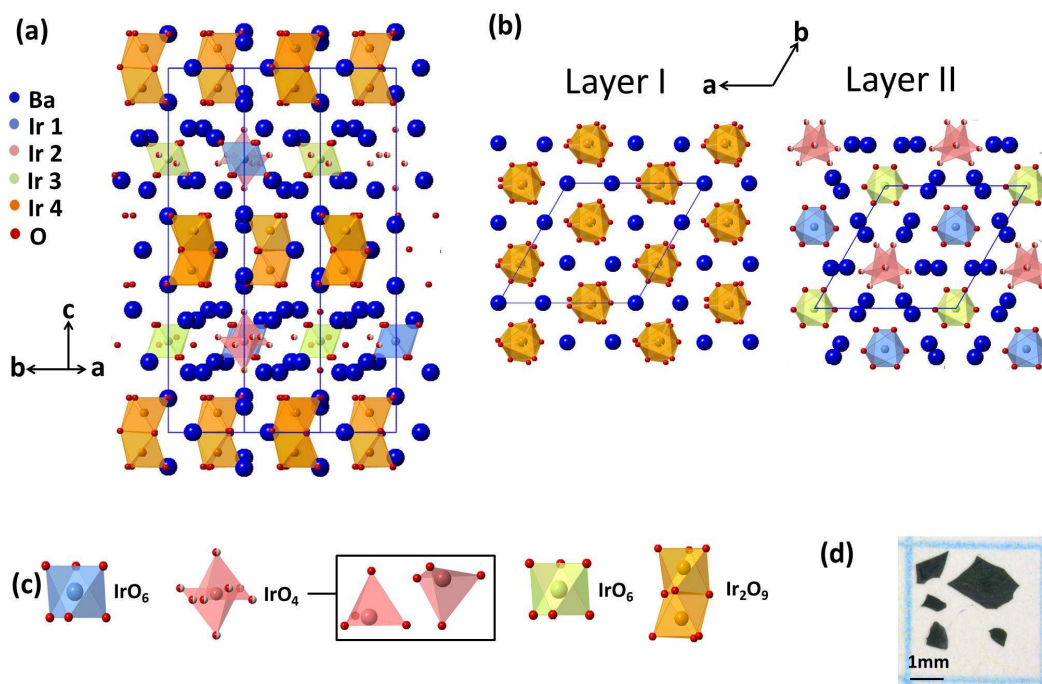 (a)
Ba
Ir 1
Ir 2
Ir 3
Ir 4
O
c
b
a
(b)
Layer I
b
a
Layer II
(c)
IrO6
IrO4
IrO6
Ir2O9
(d)
1mm